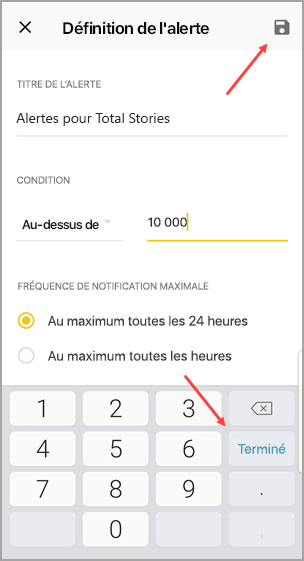 Définition de l'alerte
TITRE DE L'ALERTE
Alertes pour Total Stories
CONDITION
Au-dessus de
10 000
FRÉQUENCE DE NOTIFICATION MAXIMALE
Au maximum toutes les 24 heures
Au maximum toutes les heures
1 2 3
4 5 6 Terminé
7 8 9 .
0 ,